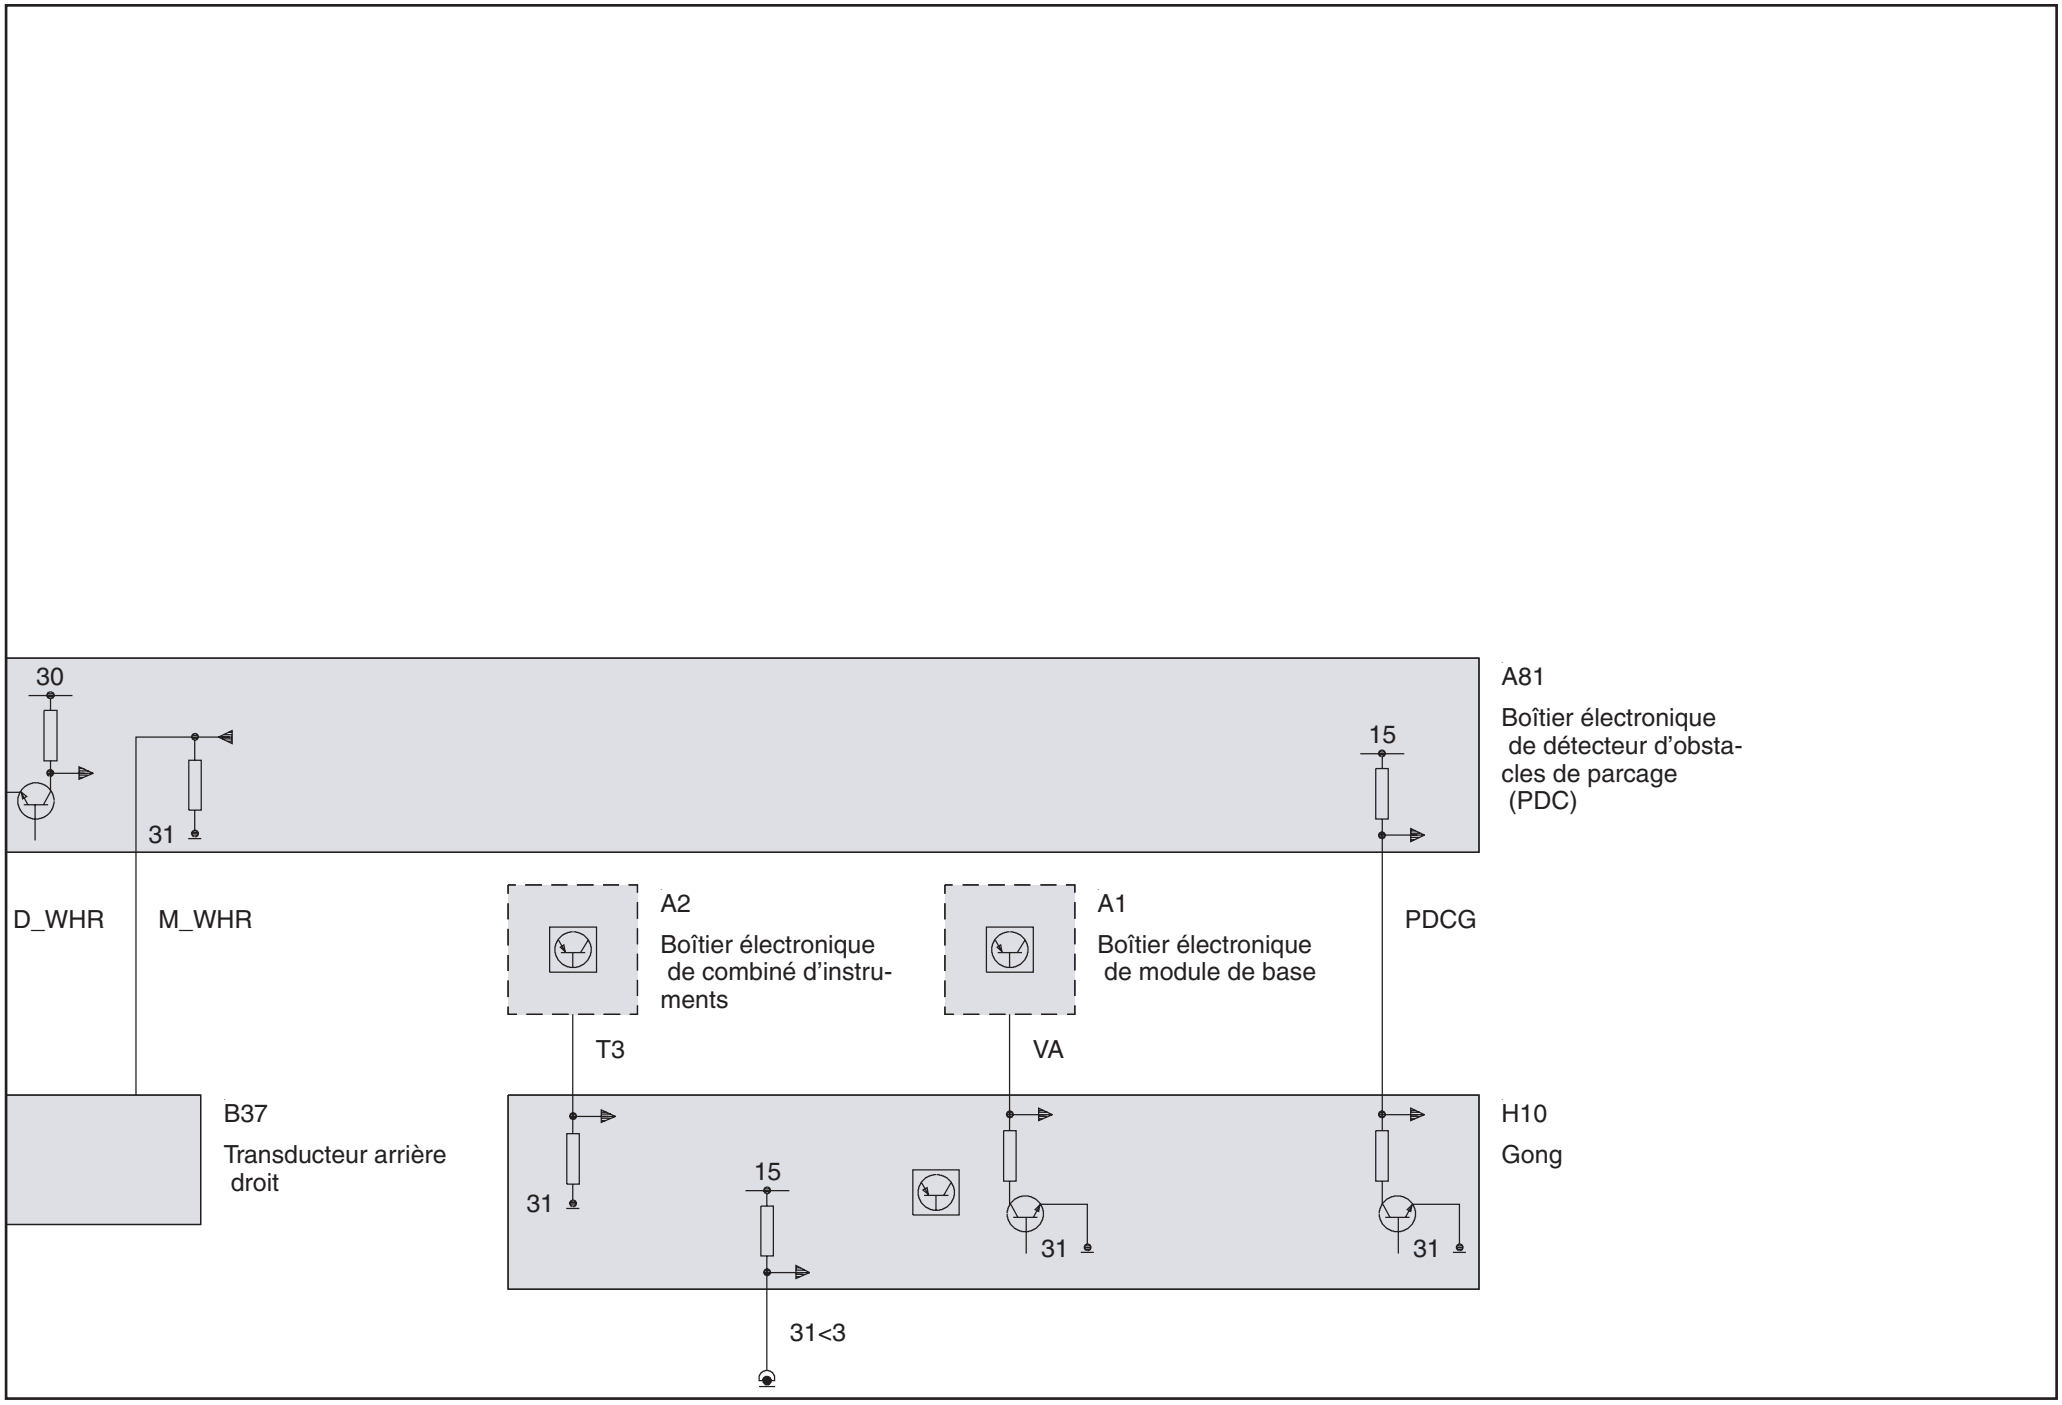 30
A81
Boîtier électronique
de détecteur d'obsta-
cles de parcage
(PDC)
15
31
D_WHR
M_WHR
A2
Boîtier électronique
de combiné d'instru-
ments
A1
Boîtier électronique
de module de base
PDCG
T3
VA
B37
Transducteur arrière
droit
H10
Gong
15
31
31
31
31<3